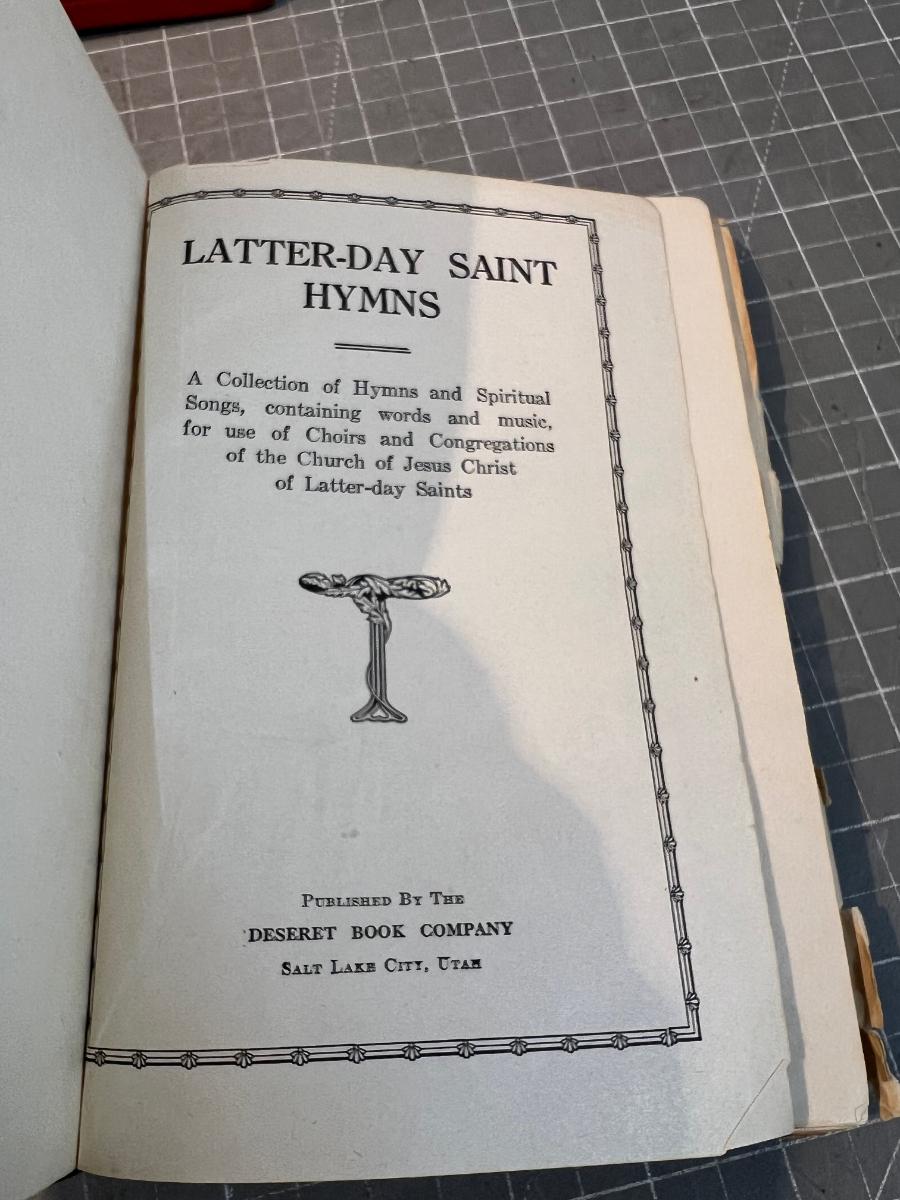 LATTER-DAY SAINT
HYMNS
A Collection of Hymns and Spiritual
Songs, containing words and music,
for use of Choirs and Congregations
of the Church of Jesus Christ
of Latter-day Saints
PUBLISHED BY THE
DESERET BOOK COMPANY
SALT LAKE CITY, UTAH